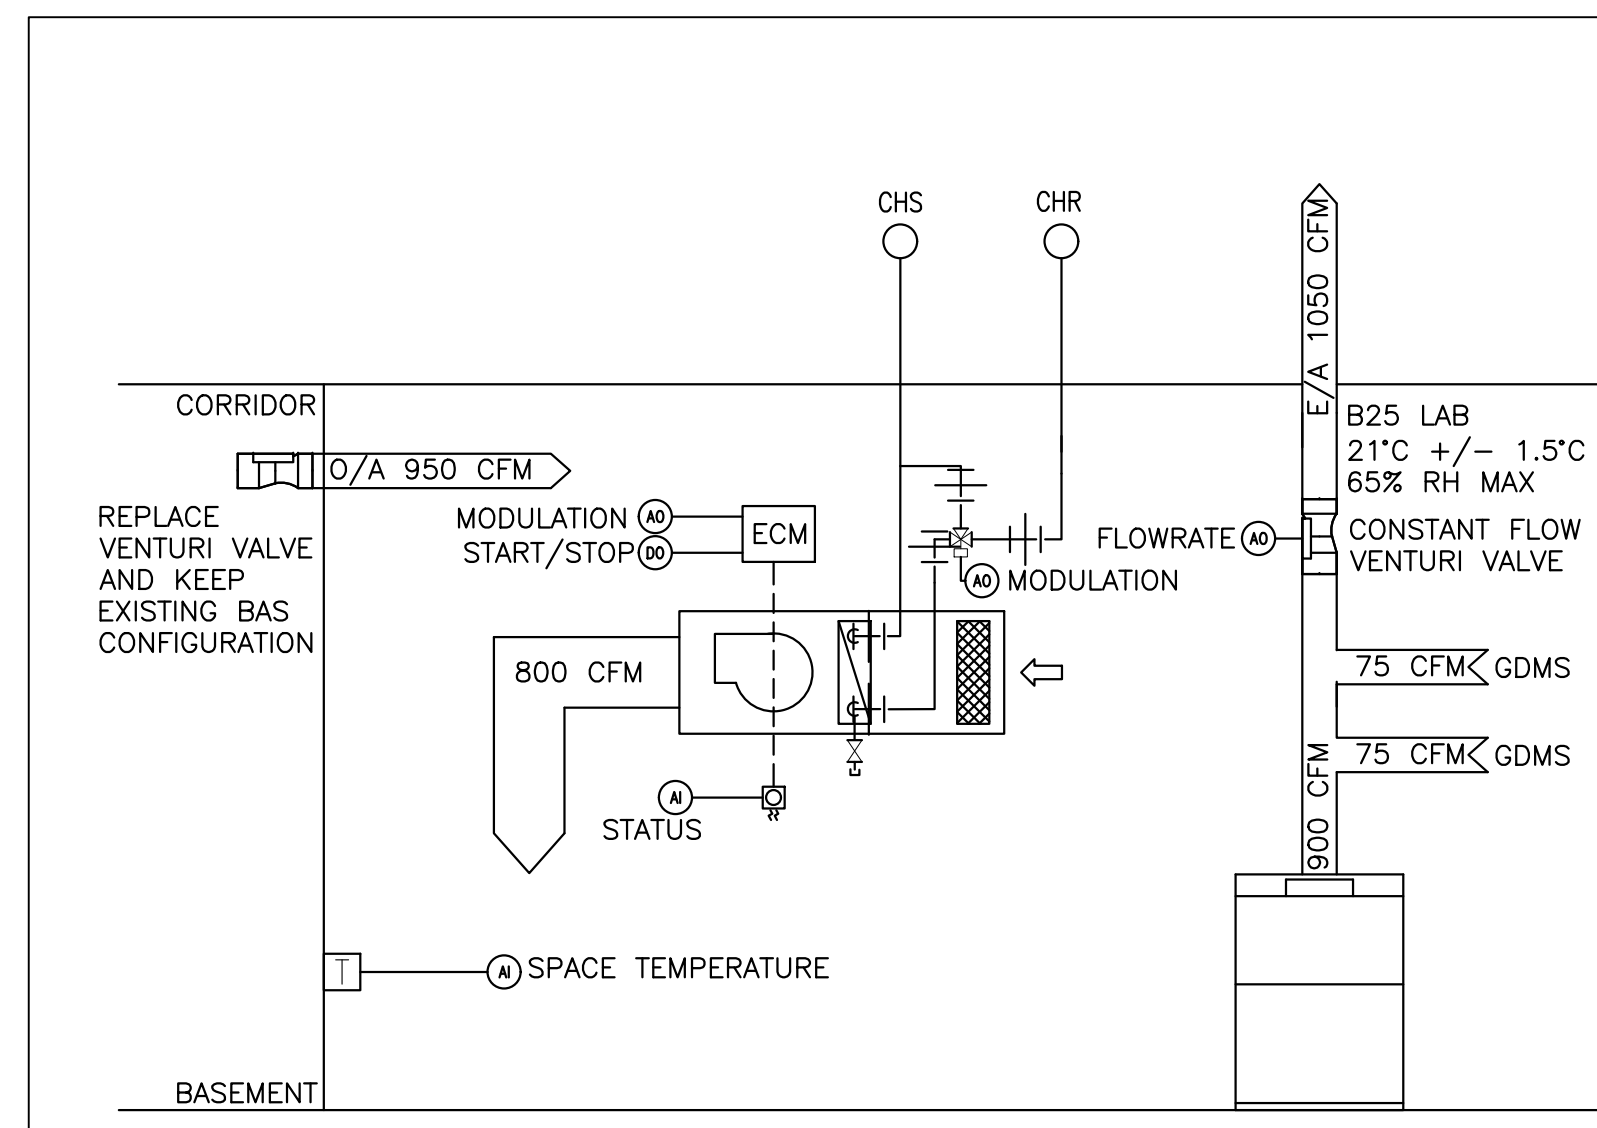 CHS
CHR
E/A 1050 CFM
CORRIDOR
O/A 950 CFM
REPLACE
VENTURI VALVE
AND KEEP
EXISTING BAS
CONFIGURATION
MODULATION AO
START/STOP DO
ECM
B25 LAB
21°C +/- 1.5°C
65% RH MAX
FLOWRATE AO
CONSTANT FLOW
VENTURI VALVE
AO MODULATION
800 CFM
75 CFM GDMS
75 CFM GDMS
900 CFM
AI
STATUS
T
AI SPACE TEMPERATURE
BASEMENT